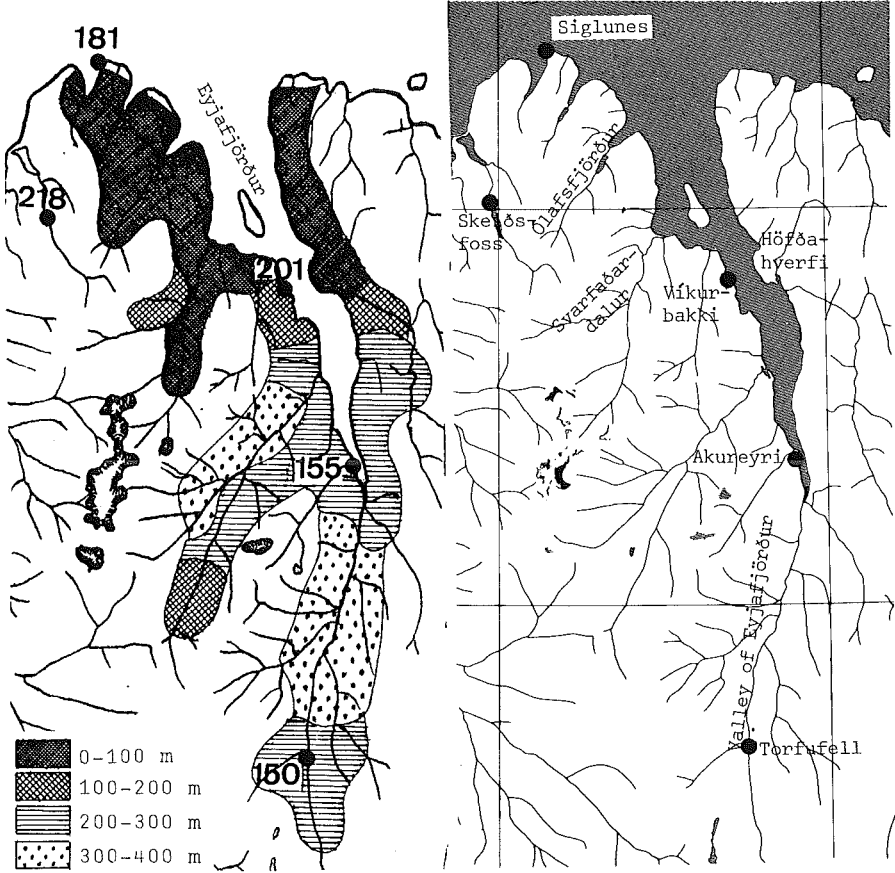 181
Eyjafjörður
218
201
155
150
0-100 m
100-200 m
200-300 m
300-400 m
Siglunes
Ólafsfjörður
Skeiðs-
foss
Svarfaðar-
dalur
Höfða-
hverfi
Víkur-
bakki
Akureyri
Valley of Eyjafjörður
Torfufell